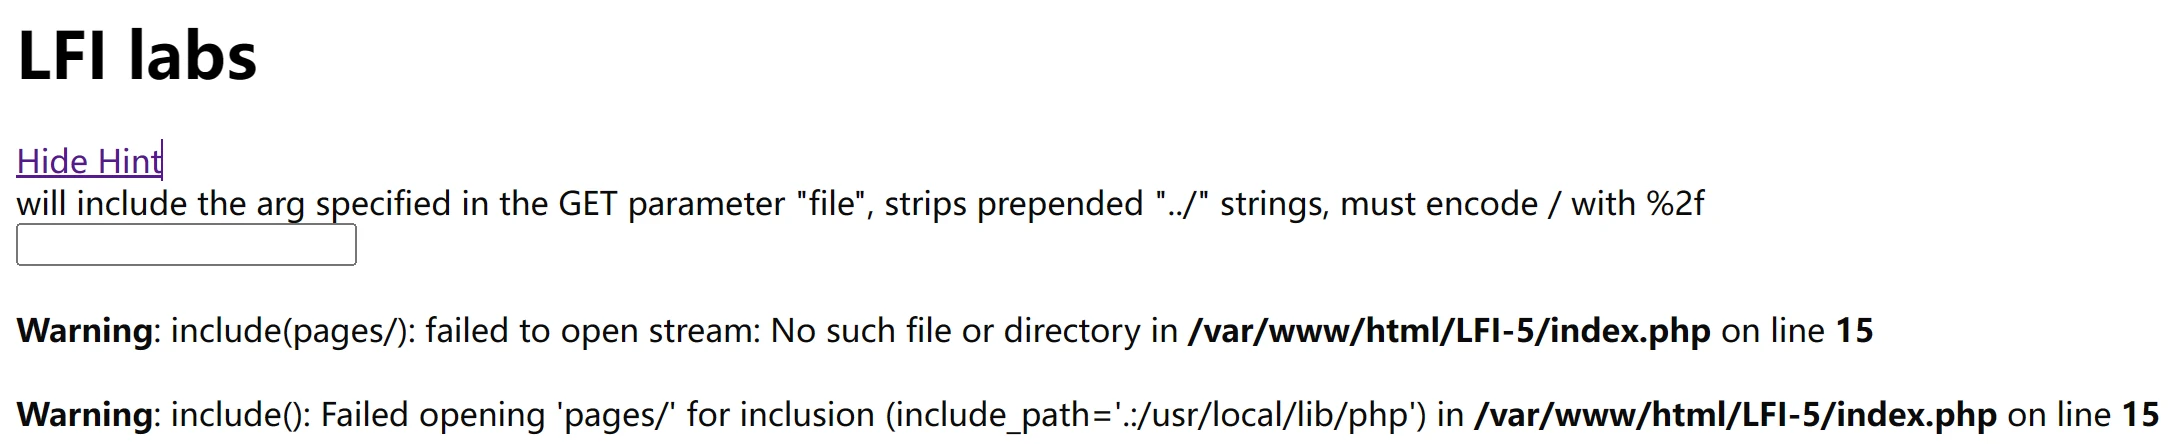 LFI labs
Hide Hint
will include the arg specified in the GET parameter "file", strips prepended "../" strings, must encode / with %2f
Warning: include(pages/): failed to open stream: No such file or directory in /var/www/html/LFI-5/index.php on line 15
Warning: include(): Failed opening 'pages/' for inclusion (include_path='.:/usr/local/lib/php') in /var/www/html/LFI-5/index.php on line 15